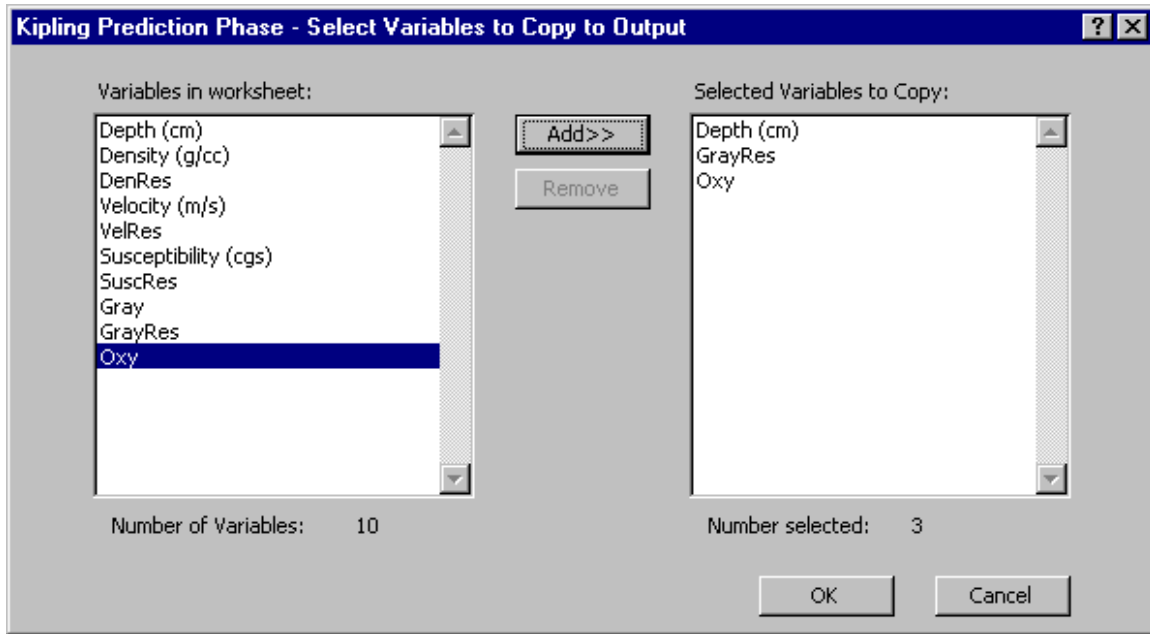 Kipling Prediction Phase - Select Variables to Copy to Output
Variables in worksheet:
Depth (cm)
Density (g/cc)
DenRes
Velocity (m/s)
VelRes
Susceptibility (cgs)
SuscRes
Gray
GrayRes
Oxy
Number of Variables: 10
Add>>
Remove
Selected Variables to Copy:
Depth (cm)
GrayRes
Oxy
Number selected: 3
OK
Cancel